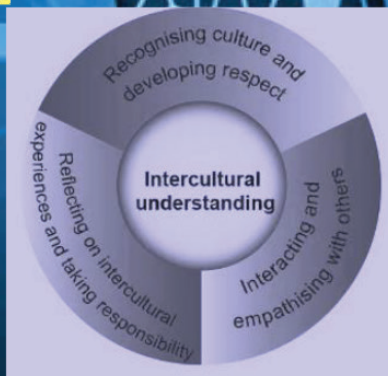 Recognising culture and
developing respect
Intercultural
understanding
Interacting and
empathising with others
Reflecting on intercultural
experiences and taking responsibility